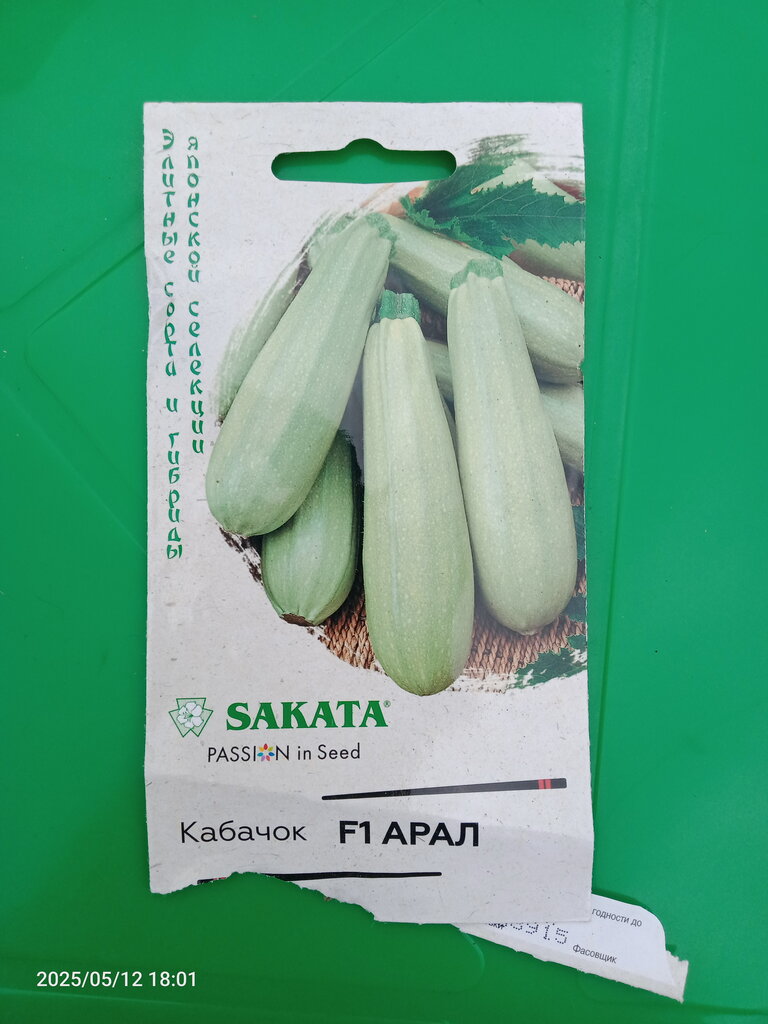 Элитные сорта и гибриды
японской селекции
SAKATA®
PASSION in Seed
Кабачок F1 АРАЛ
годности до
Фасовщик
2025/05/12 18:01